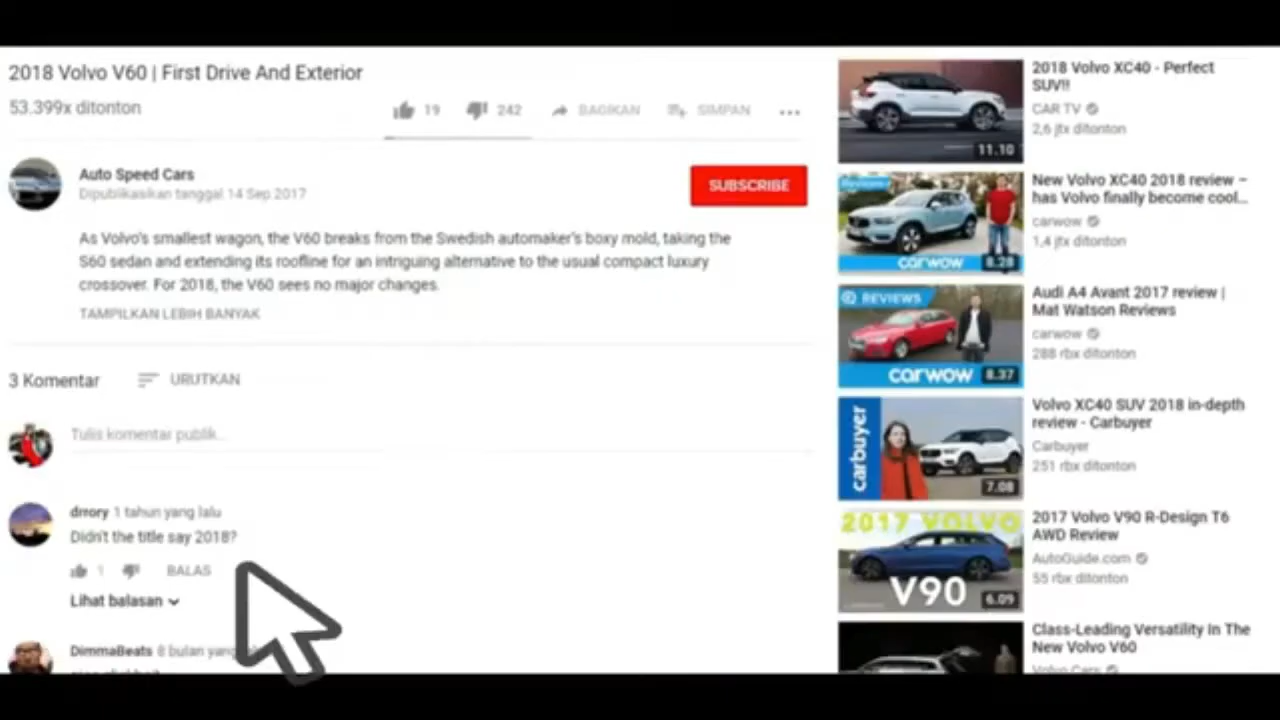 2018 Volvo V60 | First Drive And Exterior
53.399x ditonton
19
242
BAGIKAN
SIMPAN
Auto Speed Cars
Dipublikasikan tanggal 14 Sep 2017
SUBSCRIBE
As Volvo's smallest wagon, the V60 breaks from the Swedish automaker's boxy mold, taking the
S60 sedan and extending its roofline for an intriguing alternative to the usual compact luxury
crossover. For 2018, the V60 sees no major changes.
TAMPILKAN LEBIH BANYAK
3 Komentar
URUTKAN
Tulis komentar publik...
drrory 1 tahun yang lalu
Didn't the title say 2018?
1
BALAS
Lihat balasan
DimmaBeats 8 bulan yang
11.10
2018 Volvo XC40 - Perfect
SUV!!
CAR TV
2,6 jtx ditonton
Reviews
carwow
8.28
New Volvo XC40 2018 review –
has Volvo finally become cool...
carwow
1,4 jtx ditonton
REVIEWS
carwow
8.37
Audi A4 Avant 2017 review |
Mat Watson Reviews
carwow
288 rbx ditonton
carbuyer
7.08
Volvo XC40 SUV 2018 in-depth
review - Carbuyer
Carbuyer
251 rbx ditonton
2017 VOLVO
V90
6.09
2017 Volvo V90 R-Design T6
AWD Review
AutoGuide.com
55 rbx ditonton
Class-Leading Versatility In The
New Volvo V60
Volvo Cars